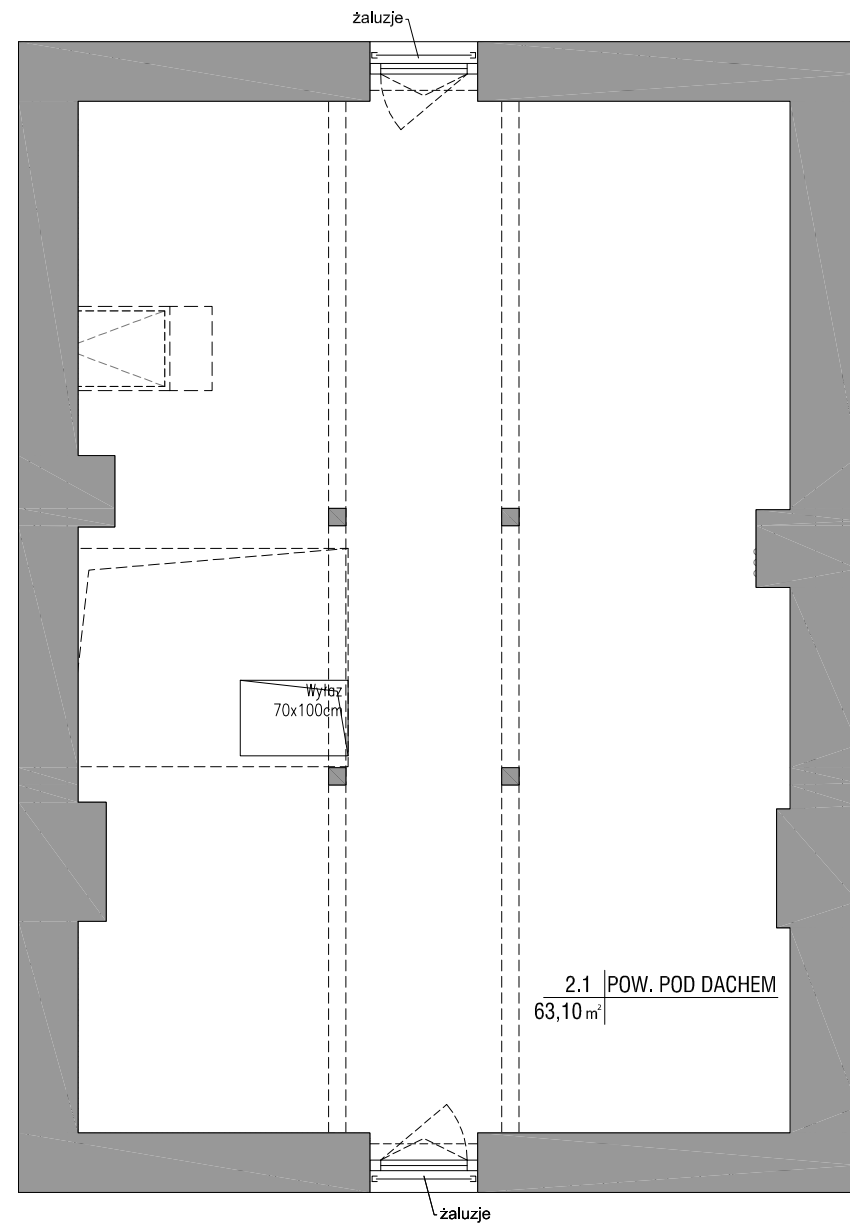 żaluzje
Wyłaz
70x100cm
2.1 POW. POD DACHEM
63,10 m²
żaluzje